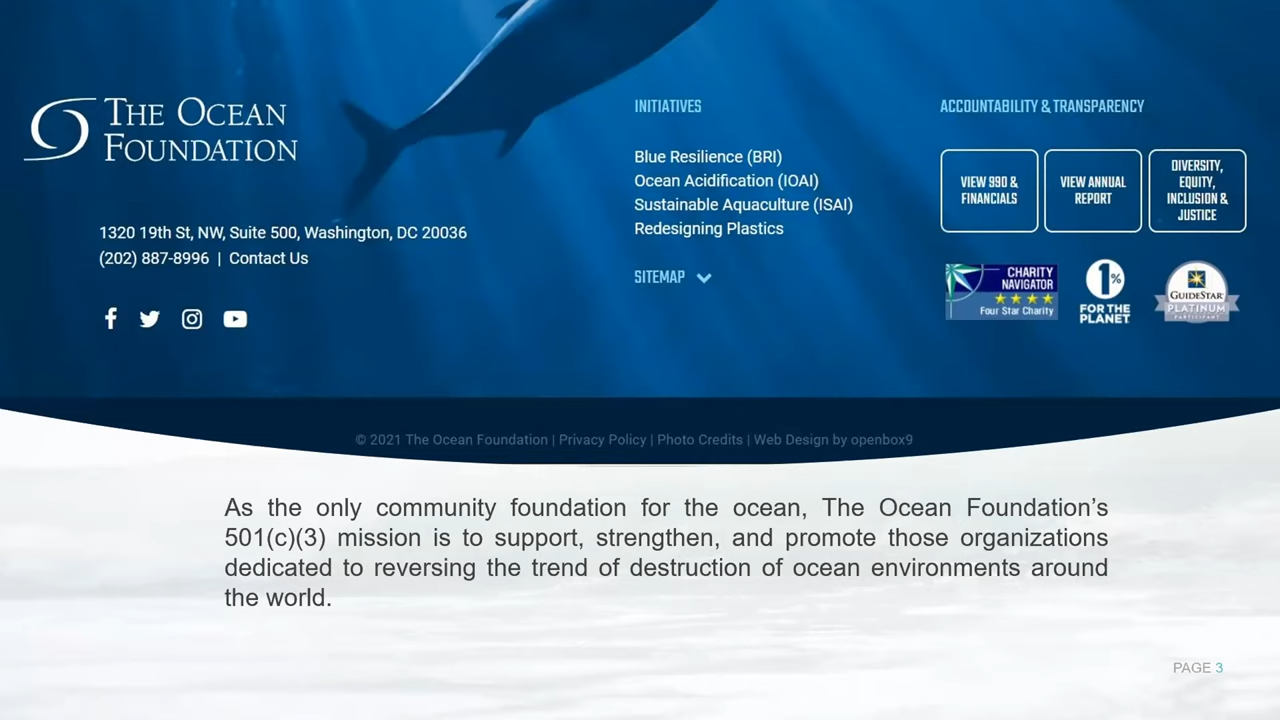 THE OCEAN
FOUNDATION
1320 19th St, NW, Suite 500, Washington, DC 20036
(202) 887-8996 | Contact Us
INITIATIVES
Blue Resilience (BRI)
Ocean Acidification (IOAI)
Sustainable Aquaculture (ISAI)
Redesigning Plastics
SITEMAP
ACCOUNTABILITY & TRANSPARENCY
VIEW 990 &
FINANCIALS
VIEW ANNUAL
REPORT
DIVERSITY,
EQUITY,
INCLUSION &
JUSTICE
CHARITY
NAVIGATOR
Four Star Charity
1%
FOR THE
PLANET
GUIDESTAR
PLATINUM
PARTICIPANT
© 2021 The Ocean Foundation | Privacy Policy | Photo Credits | Web Design by openbox9
As the only community foundation for the ocean, The Ocean Foundation’s
501(c)(3) mission is to support, strengthen, and promote those organizations
dedicated to reversing the trend of destruction of ocean environments around
the world.
PAGE 3